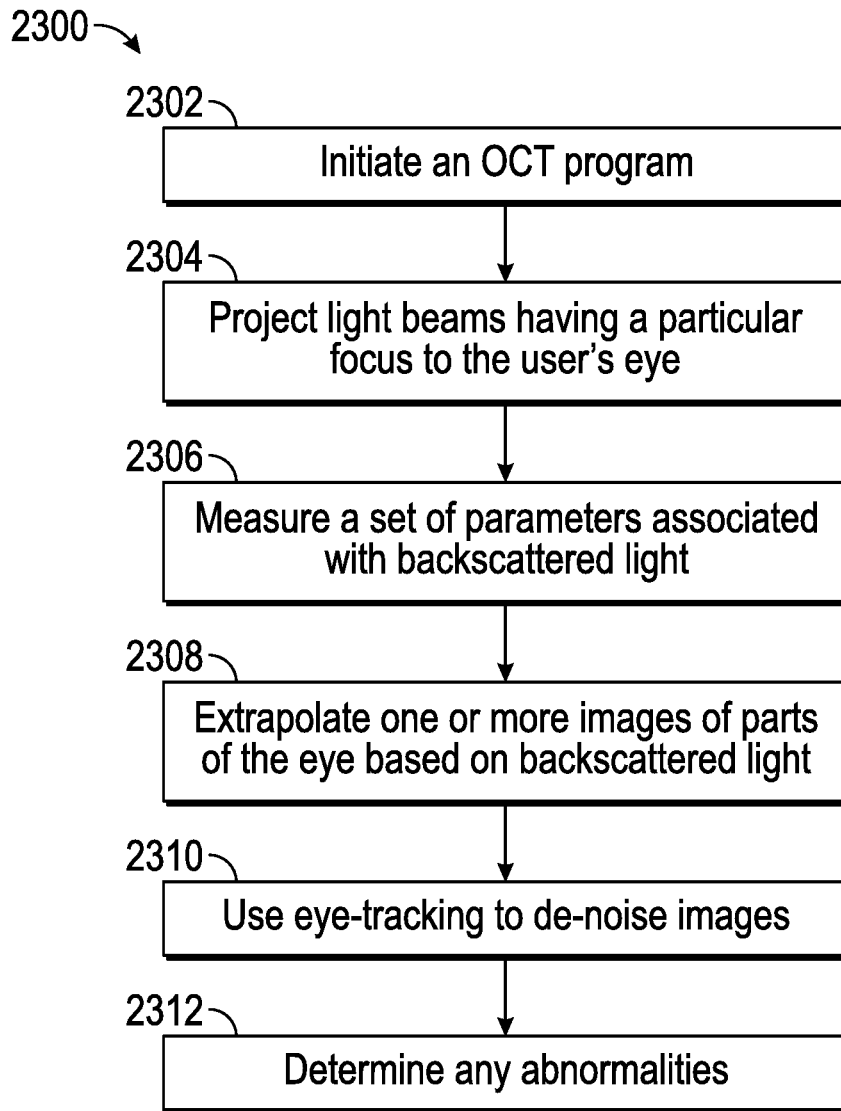 2300
2302
Initiate an OCT program
2304
Project light beams having a particular
focus to the user's eye
2306
Measure a set of parameters associated
with backscattered light
2308
Extrapolate one or more images of parts
of the eye based on backscattered light
2310
Use eye-tracking to de-noise images
2312
Determine any abnormalities